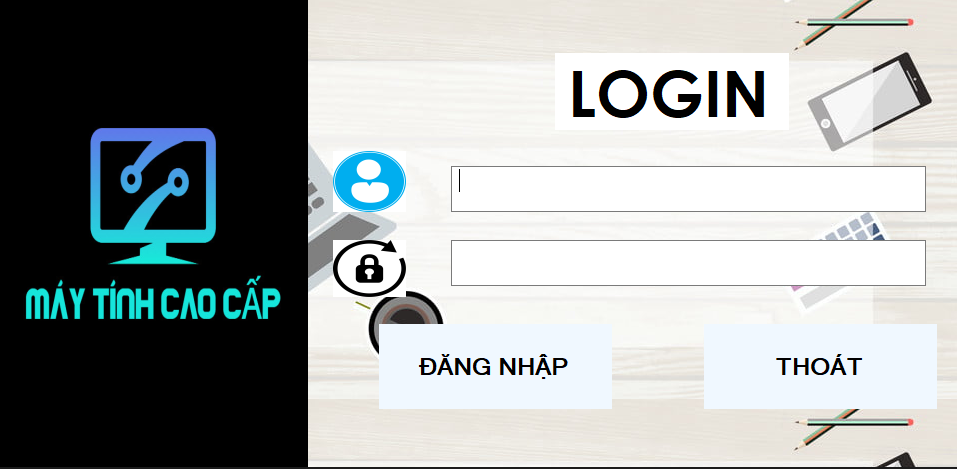 LOGIN
MÁY TÍNH CAO CẤP
ĐĂNG NHẬP
THOÁT